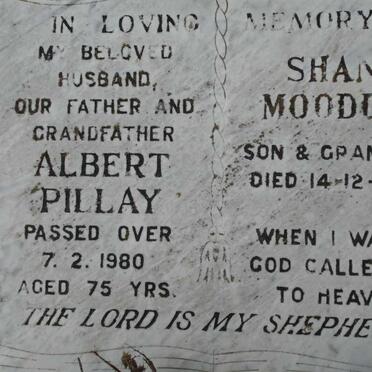 IN LOVING MEMORY
MY BELOVED
HUSBAND,
OUR FATHER AND
GRANDFATHER
ALBERT
PILLAY
PASSED OVER
7. 2. 1980
AGED 75 YRS.
SHAN
MOOD
SON & GRAN
DIED 14-12-
WHEN I WA
GOD CALLE
TO HEAV
THE LORD IS MY SHEPHE